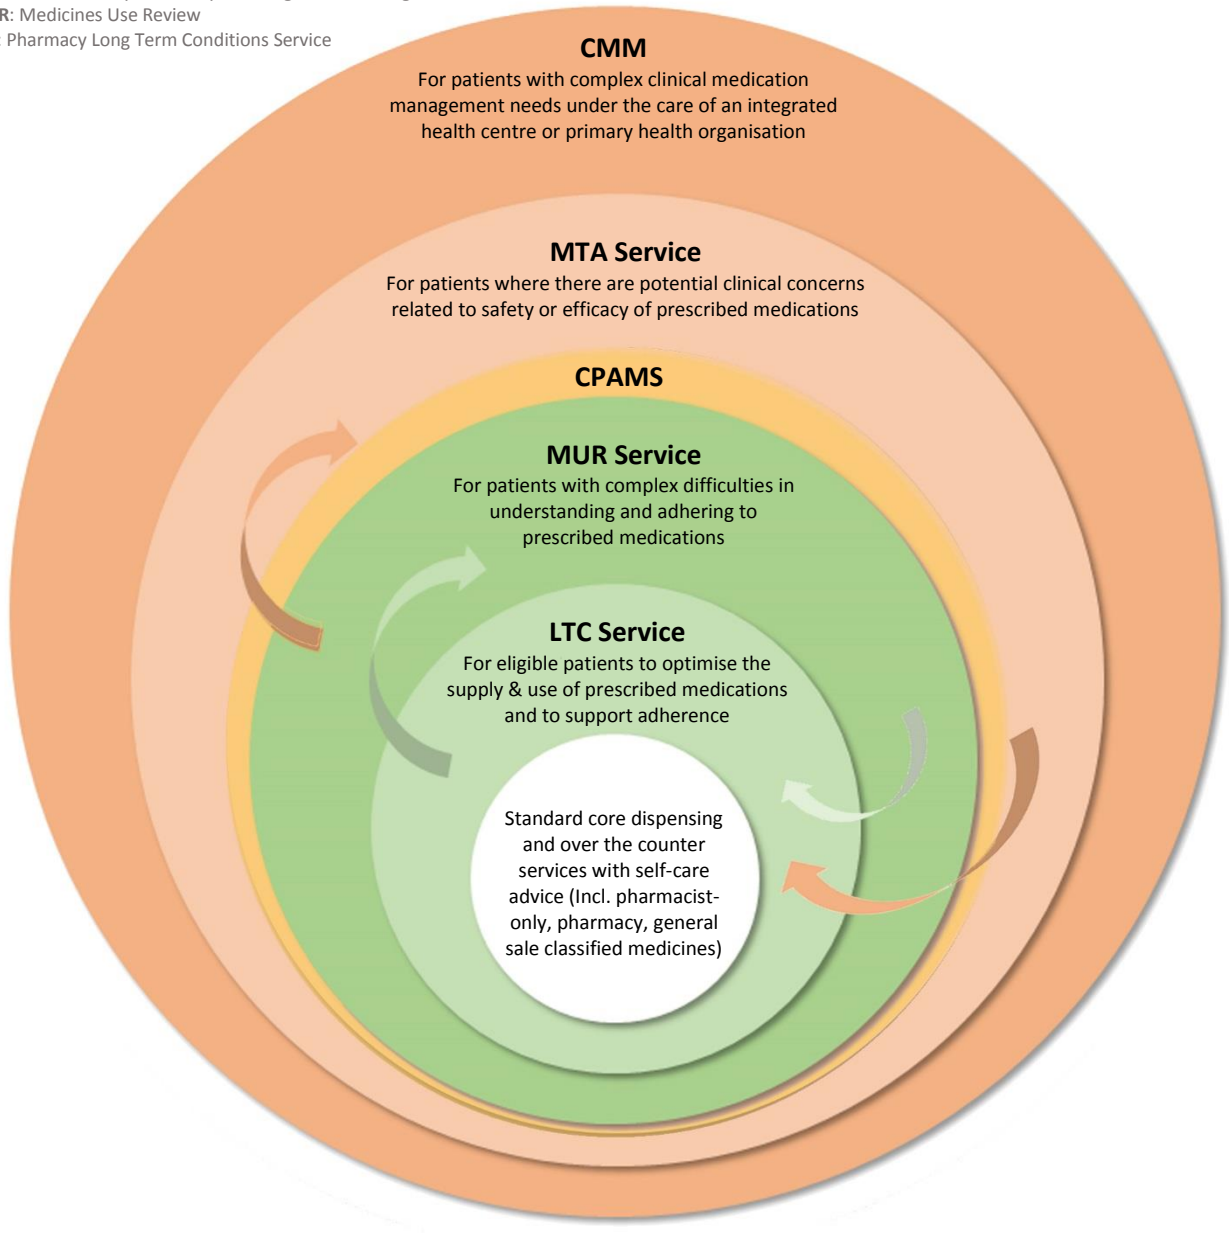 R: Medicines Use Review
: Pharmacy Long Term Conditions Service
CMM
For patients with complex clinical medication
management needs under the care of an integrated
health centre or primary health organisation
MTA Service
For patients where there are potential clinical concerns
related to safety or efficacy of prescribed medications
CPAMS
MUR Service
For patients with complex difficulties in
understanding and adhering to
prescribed medications
LTC Service
For eligible patients to optimise the
supply & use of prescribed medications
and to support adherence
Standard core dispensing
and over the counter
services with self-care
advice (Incl. pharmacist-
only, pharmacy, general
sale classified medicines)